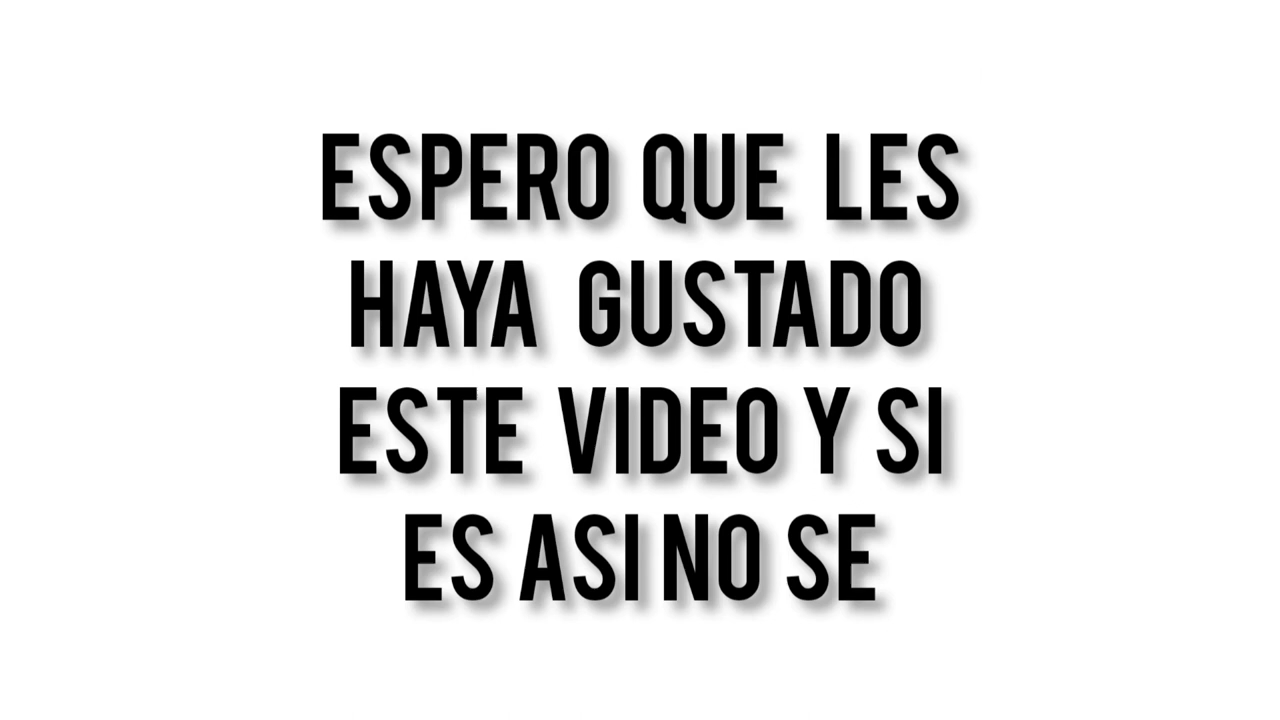 ESPERO QUE LES
HAYA GUSTADO
ESTE VIDEO Y SI
ES ASI NO SE